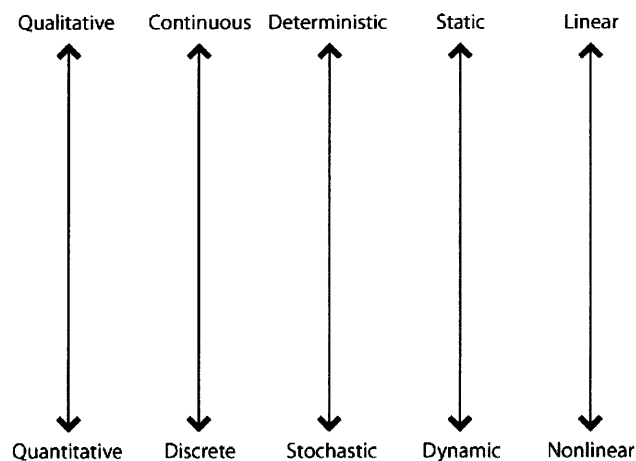 Qualitative Continuous Deterministic Static Linear
Quantitative Discrete Stochastic Dynamic Nonlinear